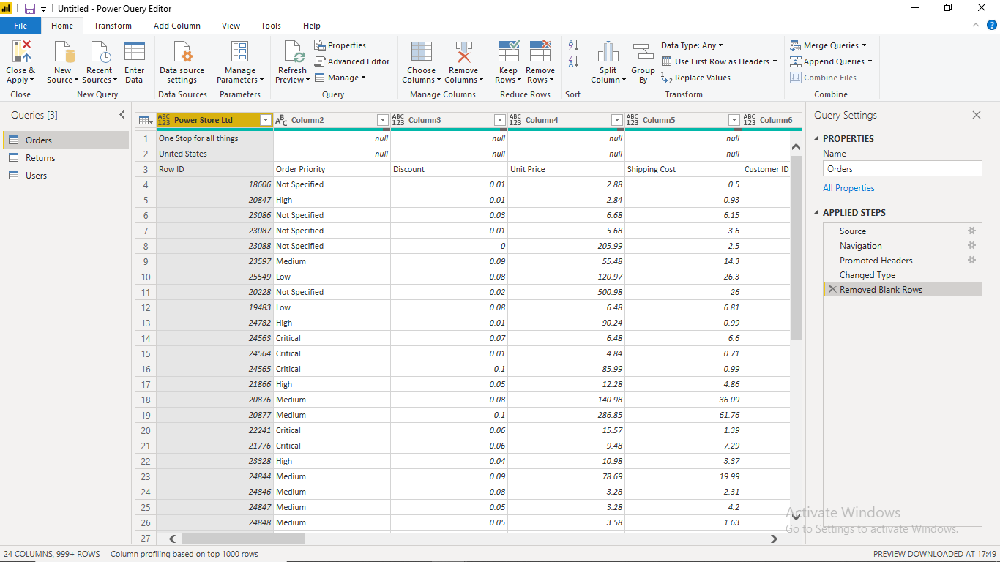 Untitled - Power Query Editor
File Home Transform Add Column View Tools Help
Close & Apply
Close
New Source
Recent Sources
Enter Data
New Query
Data source settings
Data Sources
Manage Parameters
Parameters
Refresh Preview
Properties
Advanced Editor
Manage
Query
Choose Columns
Remove Columns
Manage Columns
Keep Rows
Remove Rows
Reduce Rows
A Z
Z A
Sort
Split Column
Group By
Data Type: Any
Use First Row as Headers
1 2 Replace Values
Transform
Merge Queries
Append Queries
Combine Files
Combine
Queries [3]
Orders
Returns
Users
ABC 123 Power Store Ltd ABC Column2 ABC 123 Column3 ABC 123 Column4 ABC 123 Column5 ABC 123 Column6
1 One Stop for all things null null null null
2 United States null null null null
3 Row ID Order Priority Discount Unit Price Shipping Cost Customer ID
4 18606 Not Specified 0.01 2.88 0.5
5 20847 High 0.01 2.84 0.93
6 23086 Not Specified 0.03 6.68 6.15
7 23087 Not Specified 0.01 5.68 3.6
8 23088 Not Specified 0 205.99 2.5
9 23597 Medium 0.09 55.48 14.3
10 25549 Low 0.08 120.97 26.3
11 20228 Not Specified 0.02 500.98 26
12 19483 Low 0.08 6.48 6.81
13 24782 High 0.01 90.24 0.99
14 24563 Critical 0.07 6.48 6.6
15 24564 Critical 0.01 4.84 0.71
16 24565 Critical 0.1 85.99 0.99
17 21866 High 0.05 12.28 4.86
18 20876 Medium 0.08 140.98 36.09
19 20877 Medium 0.1 286.85 61.76
20 22241 Critical 0.06 15.57 1.39
21 21776 Critical 0.06 9.48 7.29
22 23328 High 0.04 10.98 3.37
23 24844 Medium 0.09 78.69 19.99
24 24846 Medium 0.08 3.28 2.31
25 24847 Medium 0.05 3.28 4.2
26 24848 Medium 0.05 3.58 1.63
27
Query Settings
PROPERTIES
Name
Orders
All Properties
APPLIED STEPS
Source
Navigation
Promoted Headers
Changed Type
Removed Blank Rows
Activate Windows
Go to Settings to activate Windows.
24 COLUMNS, 999+ ROWS Column profiling based on top 1000 rows
PREVIEW DOWNLOADED AT 17:49